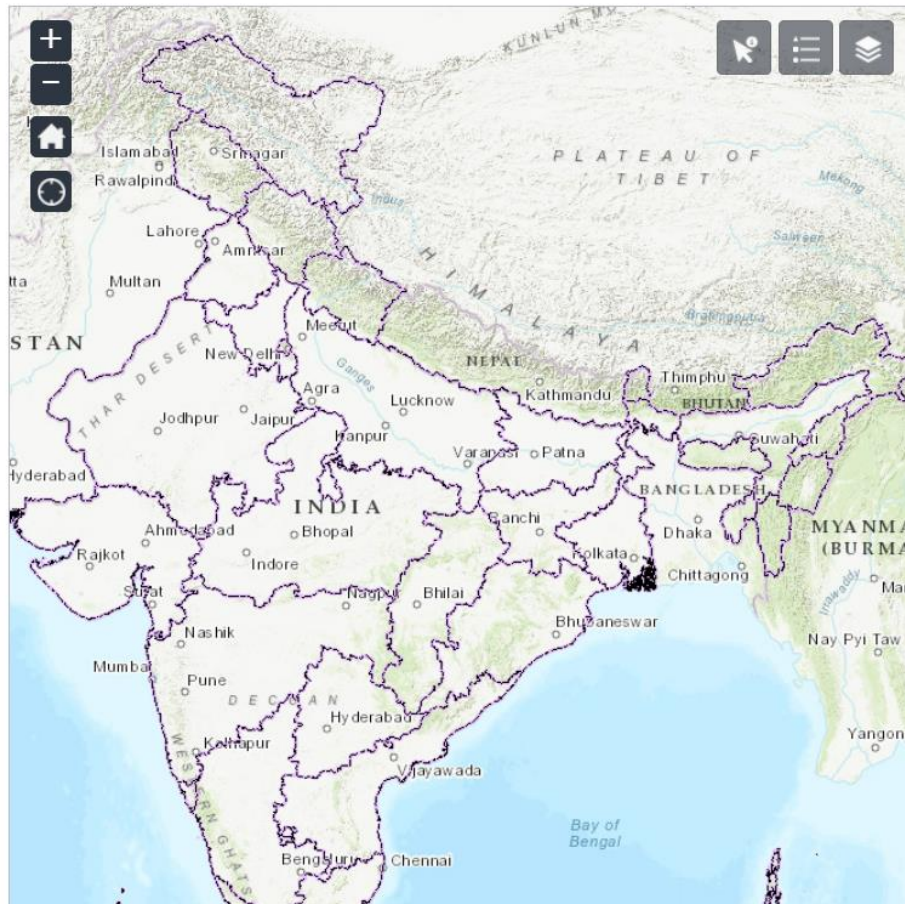 KUNLUN MO
PLATEAU OF
TIBET
Islamabad
Srinagar
Rawalpindi
Indus
Mekong
Salween
Lahore
Amritsar
HIMALAYA
Multan
Brahmaputra
STAN
THAR DESERT
New Delhi
Meerut
NEPAL
Thimphu
Ganges
Agra
Lucknow
Kathmandu
BHUTAN
Jodhpur
Jaipur
Kanpur
Guwahati
Varanasi
Patna
Hyderabad
INDIA
BANGLADESH
Ranchi
Ahmedabad
Bhopal
Dhaka
MYANMA
(BURMA
Rajkot
Indore
Kolkata
Chittagong
Surat
Nagpur
Bhilai
Irrawaddy
Nashik
Bhubaneswar
Nay Pyi Taw
Mumbai
Pune
DECCAN
Hyderabad
Yangon
Kolhapur
Vijayawada
WESTERN GHATS
Bay of
Bengal
Bengaluru
Chennai